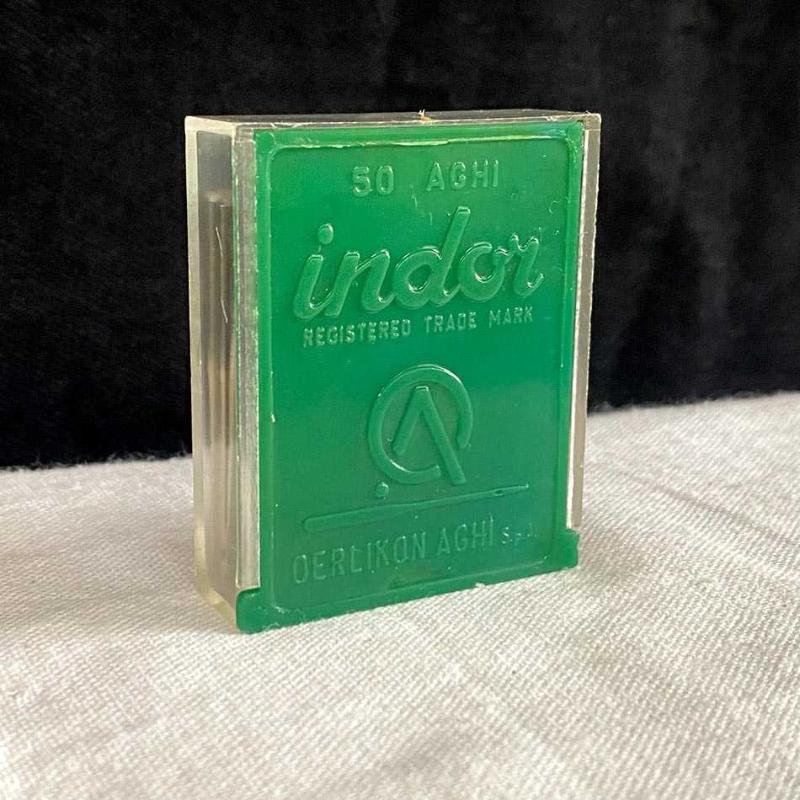 50 AGHI
indor
REGISTERED TRADE MARK
OERLIKON AGHI S.p.A.